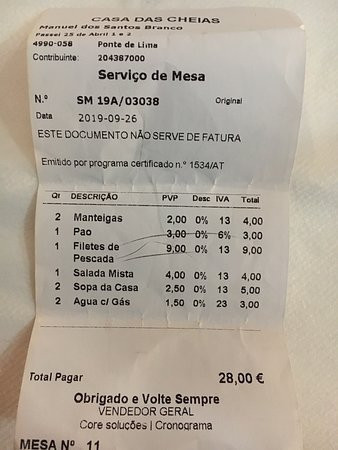 CASA DAS CHEIAS
Manuel dos Santos Branco
Passei 25 de Abril 1 e 2
4990-058 Ponte de Lima
Contribuinte: 204387000
Serviço de Mesa
N.º SM 19A/03038 Original
Data 2019-09-26
ESTE DOCUMENTO NÃO SERVE DE FATURA
Emitido por programa certificado n.º 1534/AT
Qt DESCRIÇÃO PVP Desc IVA Total
2 Manteigas 2,00 0% 13 4,00
1 Pao 3,00 0% 6% 3,00
1 Filetes de Pescada 9,00 0% 13 9,00
1 Salada Mista 4,00 0% 13 4,00
2 Sopa da Casa 2,50 0% 13 5,00
2 Agua c/ Gás 1,50 0% 23 3,00
Total Pagar 28,00 €
Obrigado e Volte Sempre
VENDEDOR GERAL
Core soluções | Cronograma
MESA Nº 11